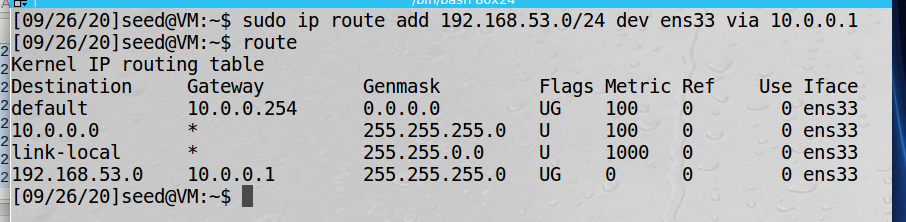 /bin/bash 80x24
[09/26/20]seed@VM:~$ sudo ip route add 192.168.53.0/24 dev ens33 via 10.0.0.1
[09/26/20]seed@VM:~$ route
Kernel IP routing table
Destination Gateway Genmask Flags Metric Ref Use Iface
default 10.0.0.254 0.0.0.0 UG 100 0 0 ens33
10.0.0.0 * 255.255.255.0 U 100 0 0 ens33
link-local * 255.255.0.0 U 1000 0 0 ens33
192.168.53.0 10.0.0.1 255.255.255.0 UG 0 0 0 ens33
[09/26/20]seed@VM:~$